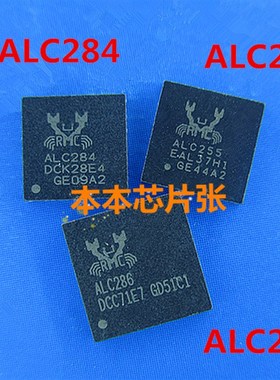 ALC284
ALC2
RMC
ALC284
DCK28E4
GE09A2
RMC
ALC255
EAL37H1
GE44A2
本本芯片张
RMC
ALC286
DCC71E7 GD51C1
ALC2